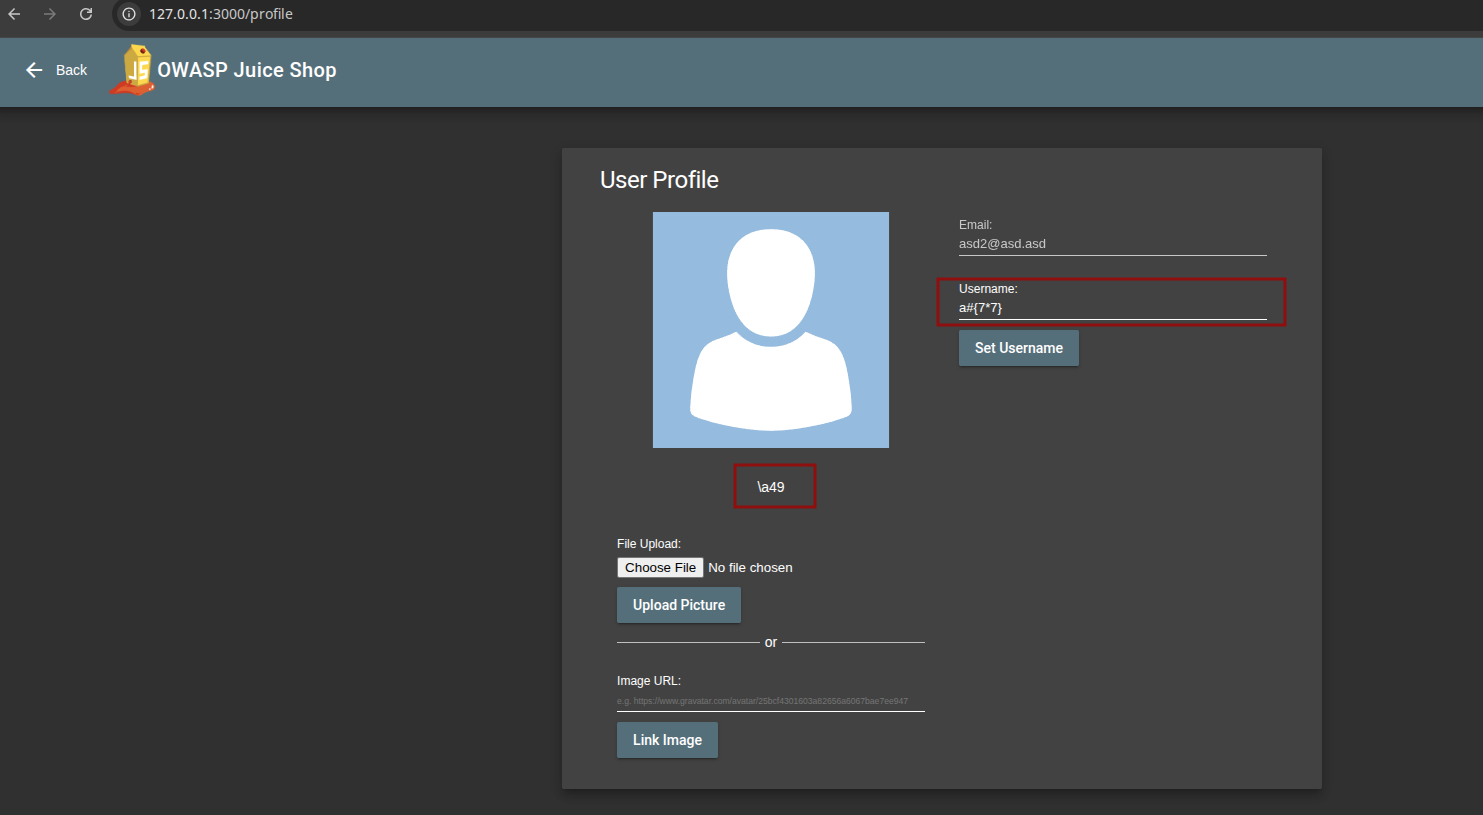 127.0.0.1:3000/profile
Back
JS
OWASP Juice Shop
User Profile
Email:
asd2@asd.asd
Username:
a#{7*7}
Set Username
\a49
File Upload:
Choose File No file chosen
Upload Picture
or
Image URL:
e.g. https://www.gravatar.com/avatar/25bcf4301603a62656a6067bae7ee947
Link Image